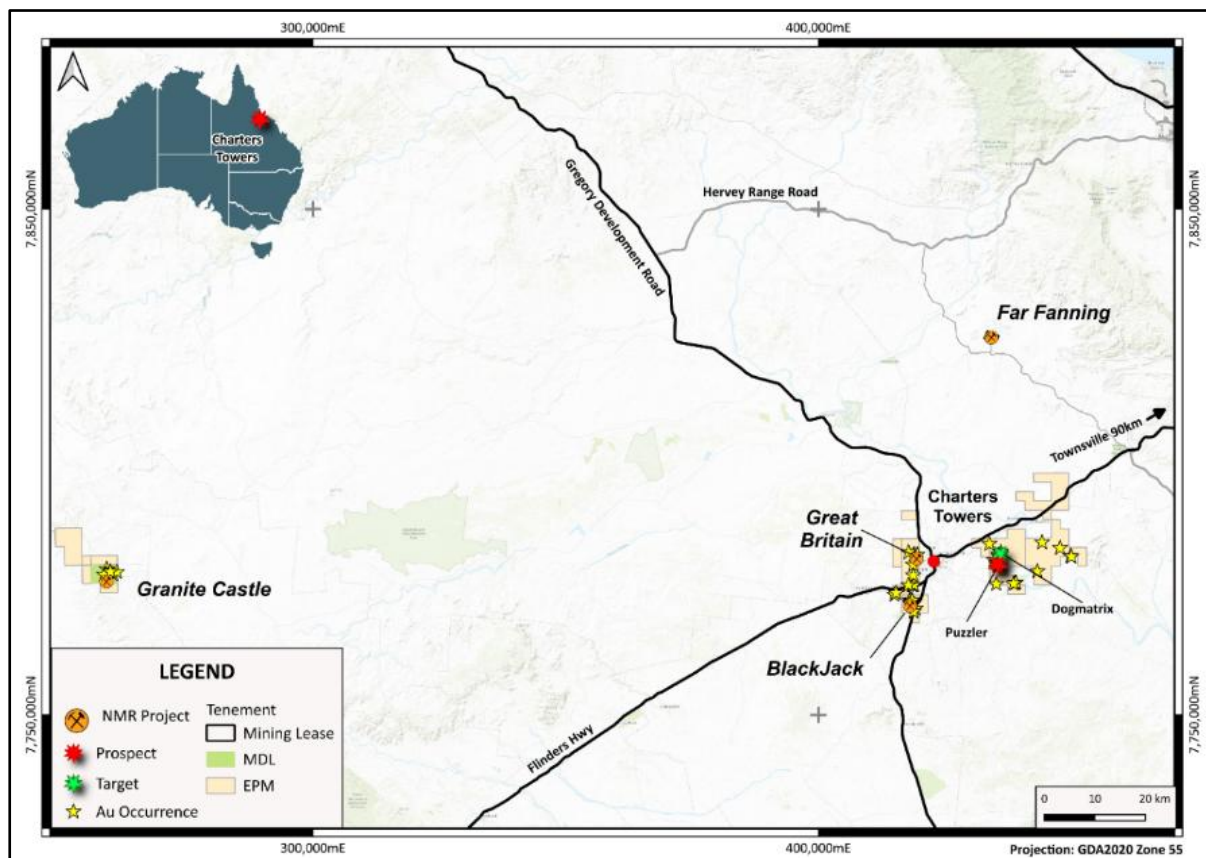 300,000mE
400,000mE
7,850,000mN
7,850,000mN
Charters
Towers
Gregory Development Road
Hervey Range Road
Far Fanning
Townsville 90km
Charters
Towers
Great
Britain
Granite Castle
Puzzler
Dogmatrix
BlackJack
Flinders Hwy
7,750,000mN
7,750,000mN
LEGEND
NMR Project
Prospect
Target
Au Occurrence
Tenement
Mining Lease
MDL
EPM
0 10 20 km
300,000mE
400,000mE
Projection: GDA2020 Zone 55